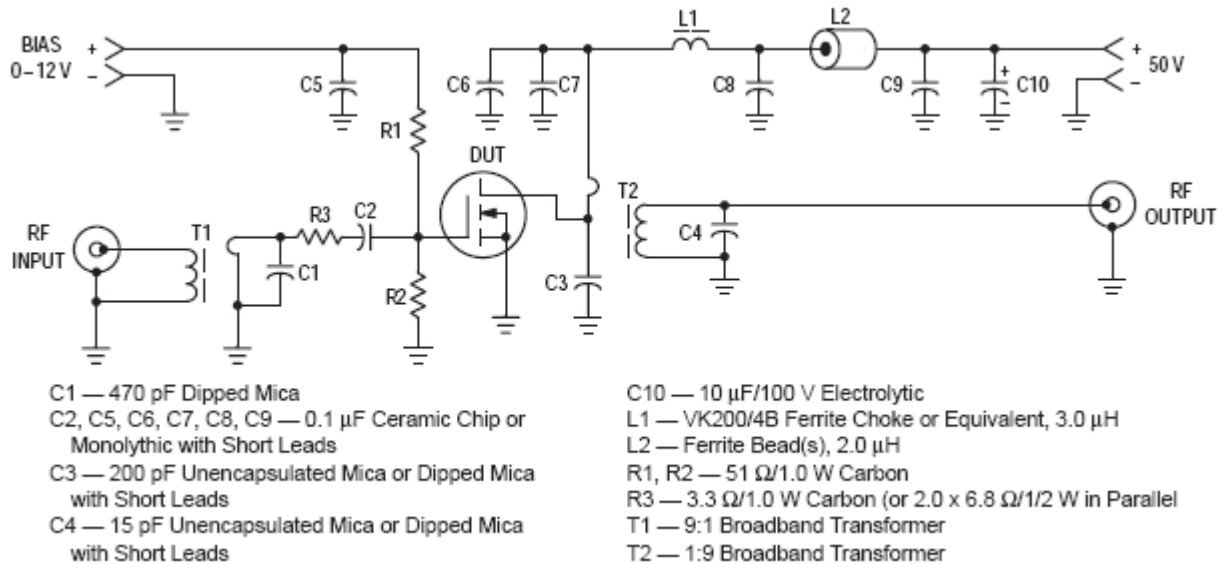 L1
L2
BIAS
0–12 V
+
–
C5
C6
C7
C8
C9
+
C10
–
+
50 V
–
R1
DUT
RF
INPUT
T1
R3
C2
C1
R2
C3
T2
C4
RF
OUTPUT
C1 — 470 pF Dipped Mica
C2, C5, C6, C7, C8, C9 — 0.1 μF Ceramic Chip or
Monolythic with Short Leads
C3 — 200 pF Unencapsulated Mica or Dipped Mica
with Short Leads
C4 — 15 pF Unencapsulated Mica or Dipped Mica
with Short Leads
C10 — 10 μF/100 V Electrolytic
L1 — VK200/4B Ferrite Choke or Equivalent, 3.0 μH
L2 — Ferrite Bead(s), 2.0 μH
R1, R2 — 51 Ω/1.0 W Carbon
R3 — 3.3 Ω/1.0 W Carbon (or 2.0 x 6.8 Ω/1/2 W in Parallel
T1 — 9:1 Broadband Transformer
T2 — 1:9 Broadband Transformer